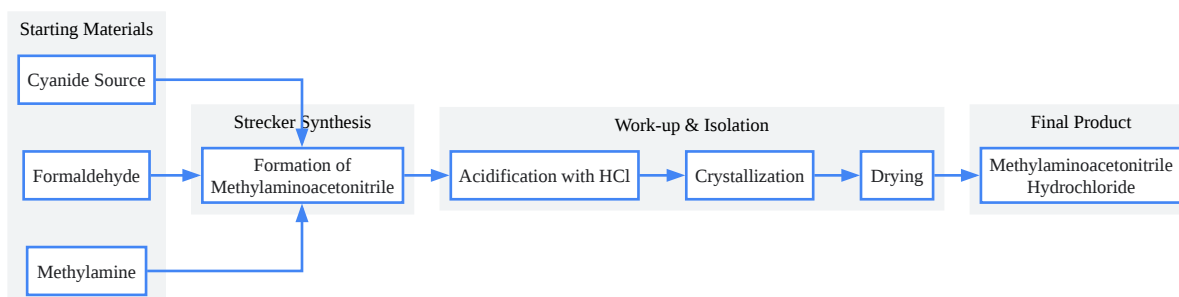 Starting Materials
Cyanide Source
Formaldehyde
Methylamine
Strecker Synthesis
Formation of
Methylaminoacetonitrile
Work-up & Isolation
Acidification with HCl
Crystallization
Drying
Final Product
Methylaminoacetonitrile
Hydrochloride